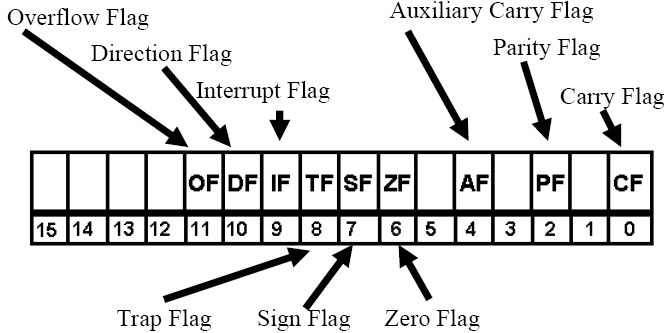 Overflow Flag
Auxiliary Carry Flag
Direction Flag
Parity Flag
Interrupt Flag
Carry Flag
OF DF IF TF SF ZF AF PF CF
15 14 13 12 11 10 9 8 7 6 5 4 3 2 1 0
Trap Flag
Sign Flag
Zero Flag